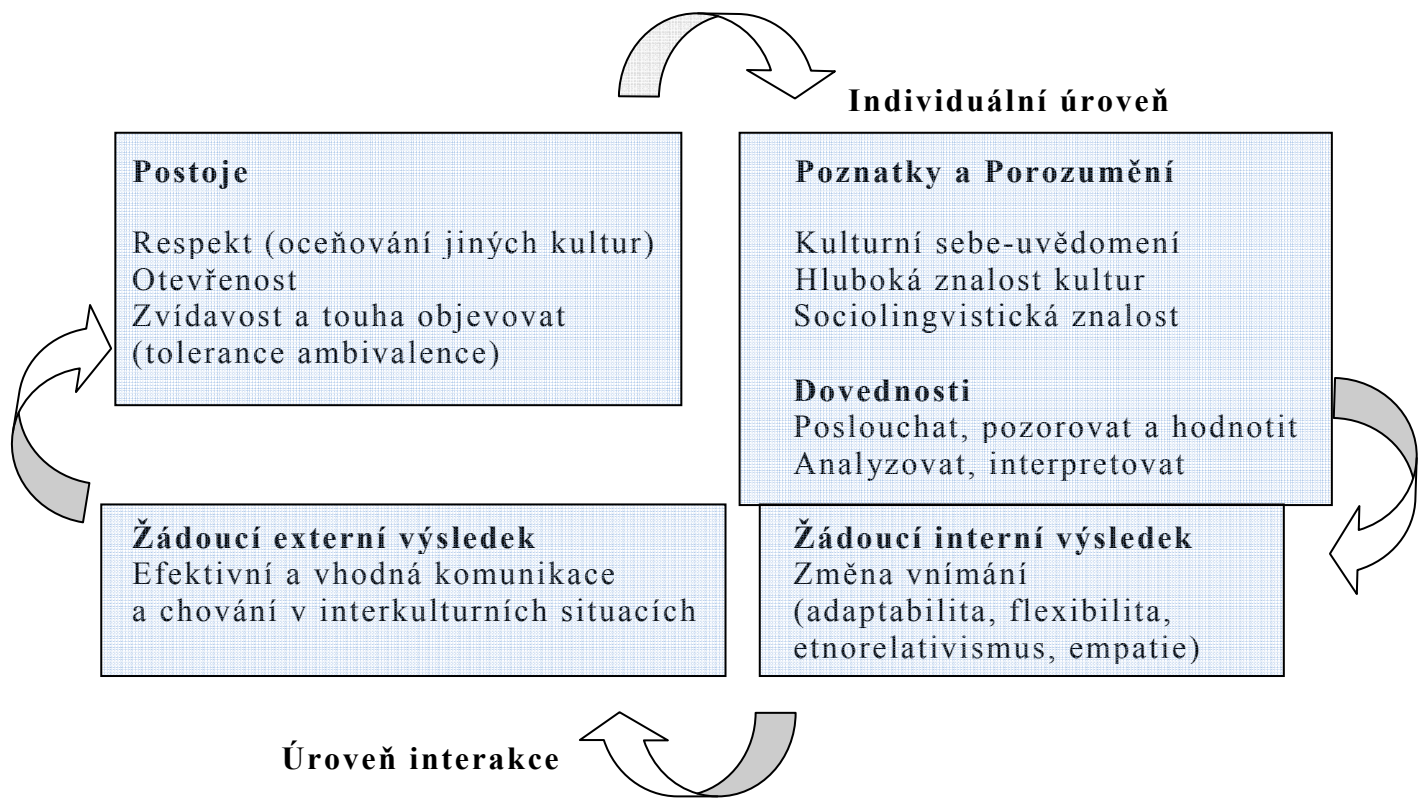 Individuální úroveň
Postoje
Respekt (oceňování jiných kultur)
Otevřenost
Zvídavost a touha objevovat
(tolerance ambivalence)
Poznatky a Porozumění
Kulturní sebe-uvědomení
Hluboká znalost kultur
Sociolingvistická znalost
Dovednosti
Poslouchat, pozorovat a hodnotit
Analyzovat, interpretovat
Žádoucí externí výsledek
Efektivní a vhodná komunikace
a chování v interkulturních situacích
Žádoucí interní výsledek
Změna vnímání
(adaptabilita, flexibilita,
etnorelativismus, empatie)
Úroveň interakce